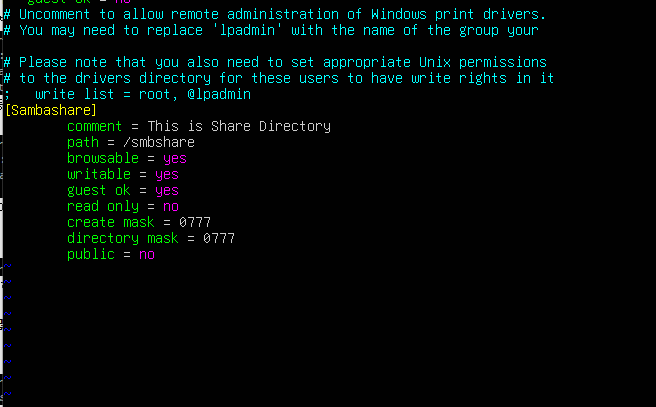 guest ok = no
# Uncomment to allow remote administration of Windows print drivers.
# You may need to replace 'lpadmin' with the name of the group your

# Please note that you also need to set appropriate Unix permissions
# to the drivers directory for these users to have write rights in it
write list = root, @lpadmin
[Sambashare]
comment = This is Share Directory
path = /smbshare
browsable = yes
writable = yes
guest ok = yes
read only = no
create mask = 0777
directory mask = 0777
public = no
~
~
~
~
~
~
~
~
~